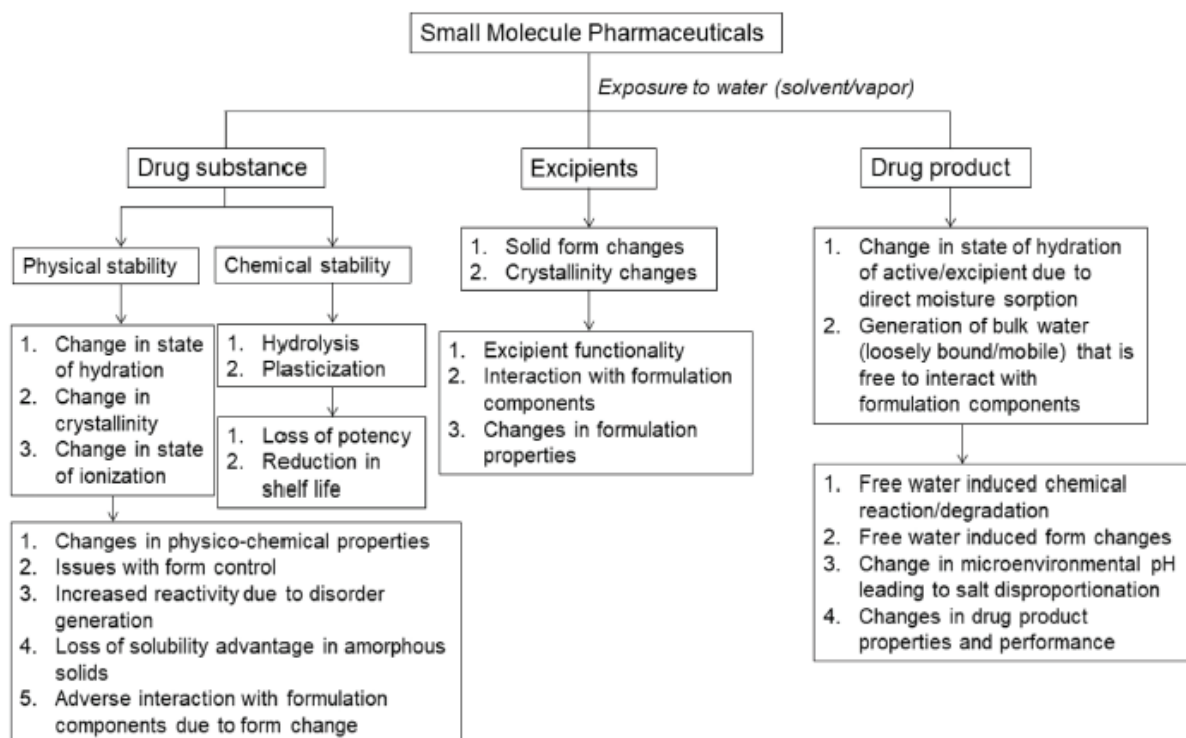 Small Molecule Pharmaceuticals
Exposure to water (solvent/vapor)
Drug substance
Excipients
Drug product
Physical stability
Chemical stability
1. Change in state
of hydration
2. Change in
crystallinity
3. Change in state
of ionization
1. Hydrolysis
2. Plasticization
1. Loss of potency
2. Reduction in
shelf life
1. Changes in physico-chemical properties
2. Issues with form control
3. Increased reactivity due to disorder
generation
4. Loss of solubility advantage in amorphous
solids
5. Adverse interaction with formulation
components due to form change
1. Solid form changes
2. Crystallinity changes
1. Excipient functionality
2. Interaction with formulation
components
3. Changes in formulation
properties
1. Change in state of hydration
of active/excipient due to
direct moisture sorption
2. Generation of bulk water
(loosely bound/mobile) that is
free to interact with
formulation components
1. Free water induced chemical
reaction/degradation
2. Free water induced form changes
3. Change in microenvironmental pH
leading to salt disproportionation
4. Changes in drug product
properties and performance